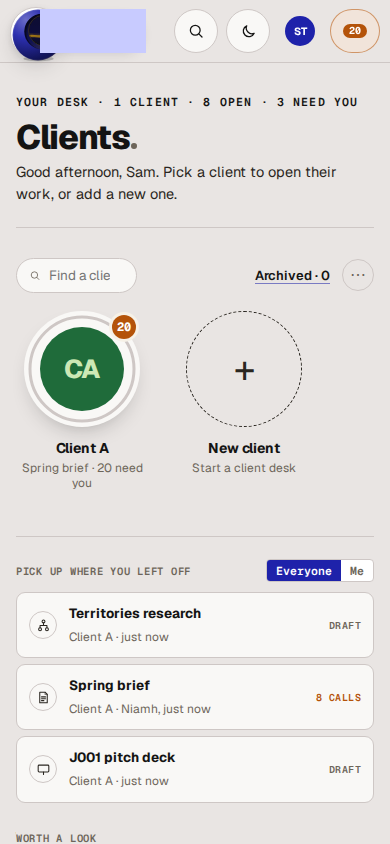 ST
20
YOUR DESK · 1 CLIENT · 8 OPEN · 3 NEED YOU
Clients.
Good afternoon, Sam. Pick a client to open their
work, or add a new one.
Find a clie
Archived · 0
20
CA
+
Client A
Spring brief · 20 need
you
New client
Start a client desk
PICK UP WHERE YOU LEFT OFF
Everyone
Me
Territories research
Client A · just now
DRAFT
Spring brief
Client A · Niamh, just now
8 CALLS
J001 pitch deck
Client A · just now
DRAFT
WORTH A LOOK